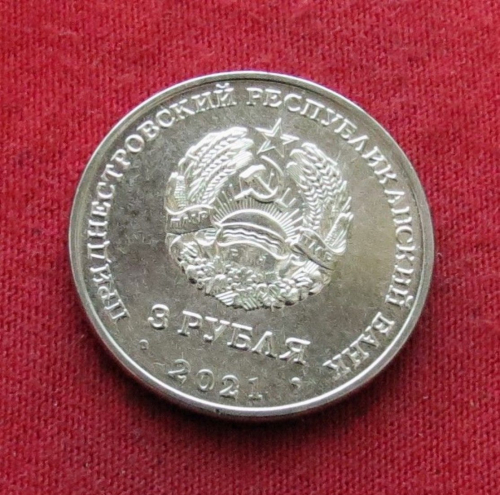 ПРИДНЕСТРОВСКИЙ РЕСПУБЛИКАНСКИЙ БАНК
3 РУБЛЯ
2021